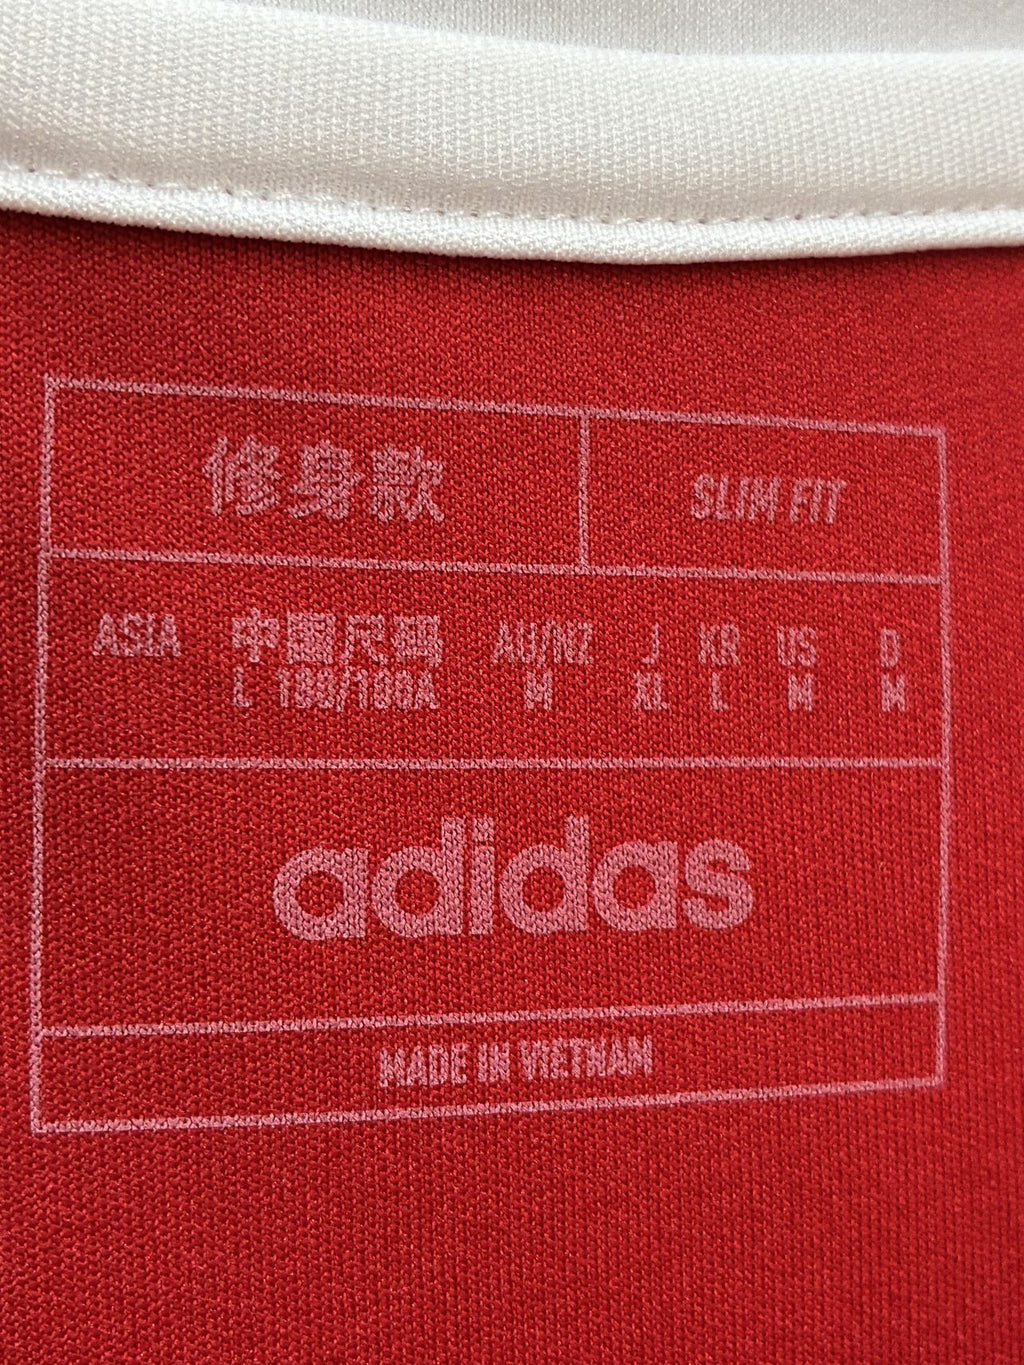 修身款 SLIM FIT
ASIA 中國尺碼 AU/NZ J KR US D
L 180/100A M XL L M M
adidas
MADE IN VIETNAM